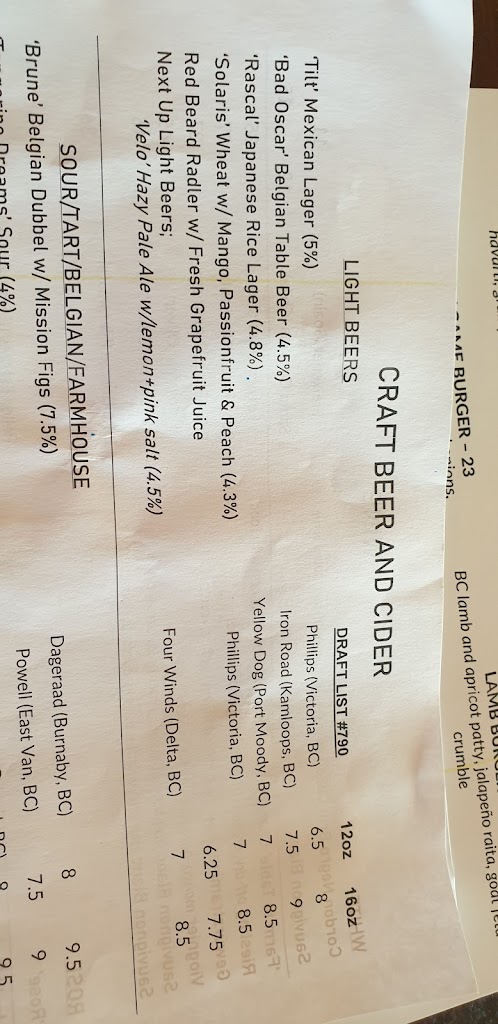 GAME BURGER – 23
BC lamb and apricot patty, jalapeño raita, goat
crumble
CRAFT BEER AND CIDER
LIGHT BEERS DRAFT LIST #790 12oz 16oz
'Tilt' Mexican Lager (5%) Phillips (Victoria, BC) 6.5 8
'Bad Oscar' Belgian Table Beer (4.5%) Iron Road (Kamloops, BC) 7.5 9
'Rascal' Japanese Rice Lager (4.8%) Yellow Dog (Port Moody, BC) 7 8.5
'Solaris' Wheat w/ Mango, Passionfruit & Peach (4.3%) Phillips (Victoria, BC) 7 8.5
Red Beard Radler w/ Fresh Grapefruit Juice 6.25 7.75
Next Up Light Beers;
'Velo' Hazy Pale Ale w/lemon+pink salt (4.5%) Four Winds (Delta, BC) 7 8.5
SOUR/TART/BELGIAN/FARMHOUSE
'Brune' Belgian Dubbel w/ Mission Figs (7.5%) Dageraad (Burnaby, BC) 8 9.5
Dreams' Sour (4%) Powell (East Van, BC) 7.5 9
9.5